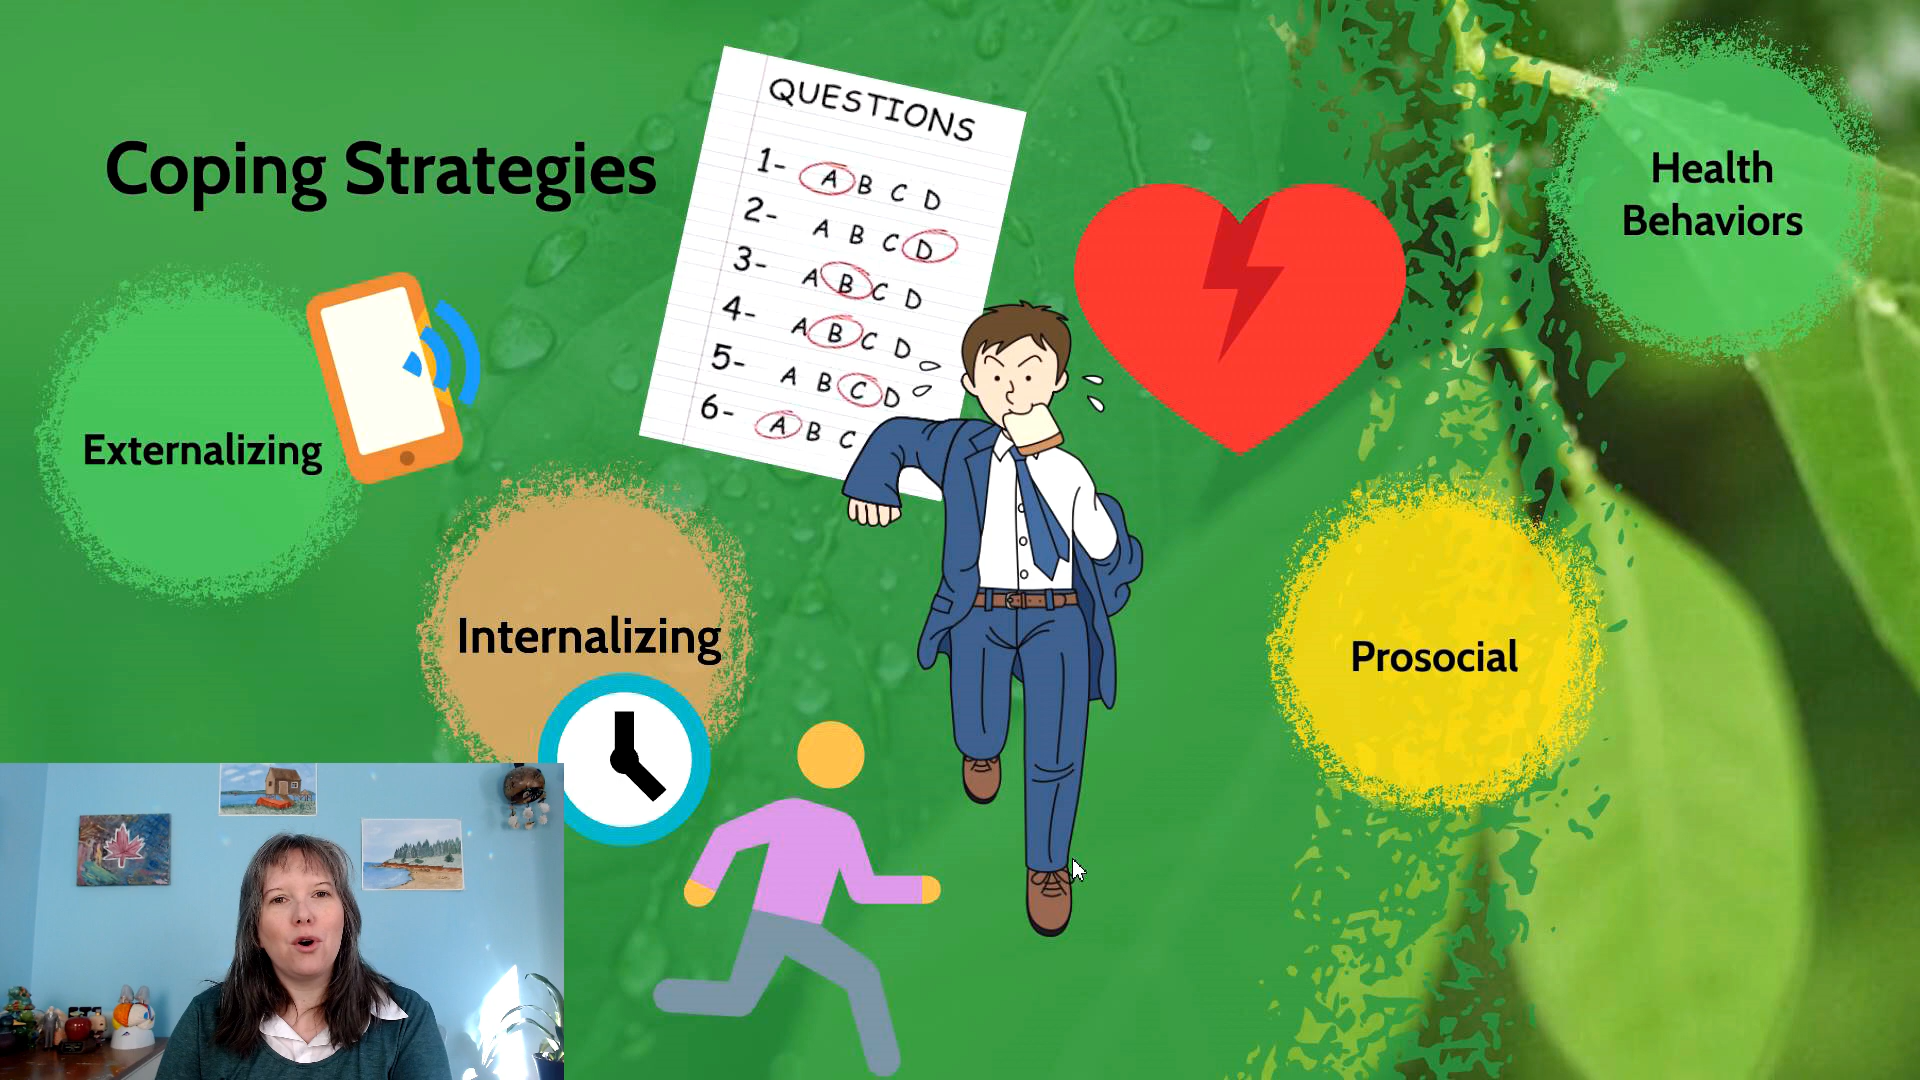 Coping Strategies
QUESTIONS
1- A B C D
2- A B C D
3- A B C D
4- A B C D
5- A B C D
6- A B C
Health
Behaviors
Externalizing
Internalizing
Prosocial